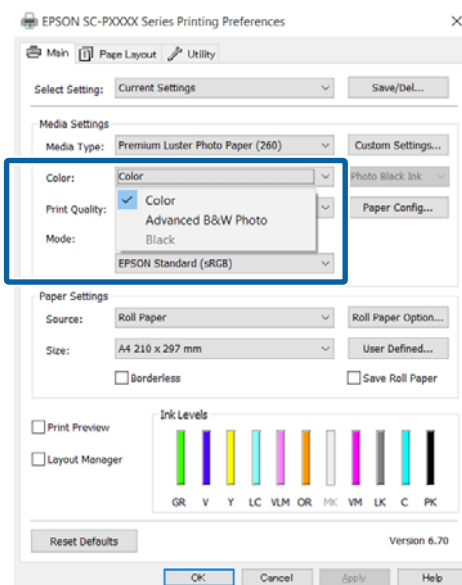 EPSON SC-PXXXX Series Printing Preferences
Main Page Layout Utility
Select Setting: Current Settings Save/Del...
Media Settings
Media Type: Premium Luster Photo Paper (260) Custom Settings...
Color: Color Photo Black Ink
Color
Print Quality: Paper Config...
Advanced B&W Photo
Mode: Black
EPSON Standard (sRGB)
Paper Settings
Source: Roll Paper Roll Paper Option...
Size: A4 210 x 297 mm User Defined...
Borderless Save Roll Paper
Ink Levels
Print Preview
Layout Manager
GR V Y LC VLM OR MK VM LK C PK
Reset Defaults Version 6.70
OK Cancel Apply Help